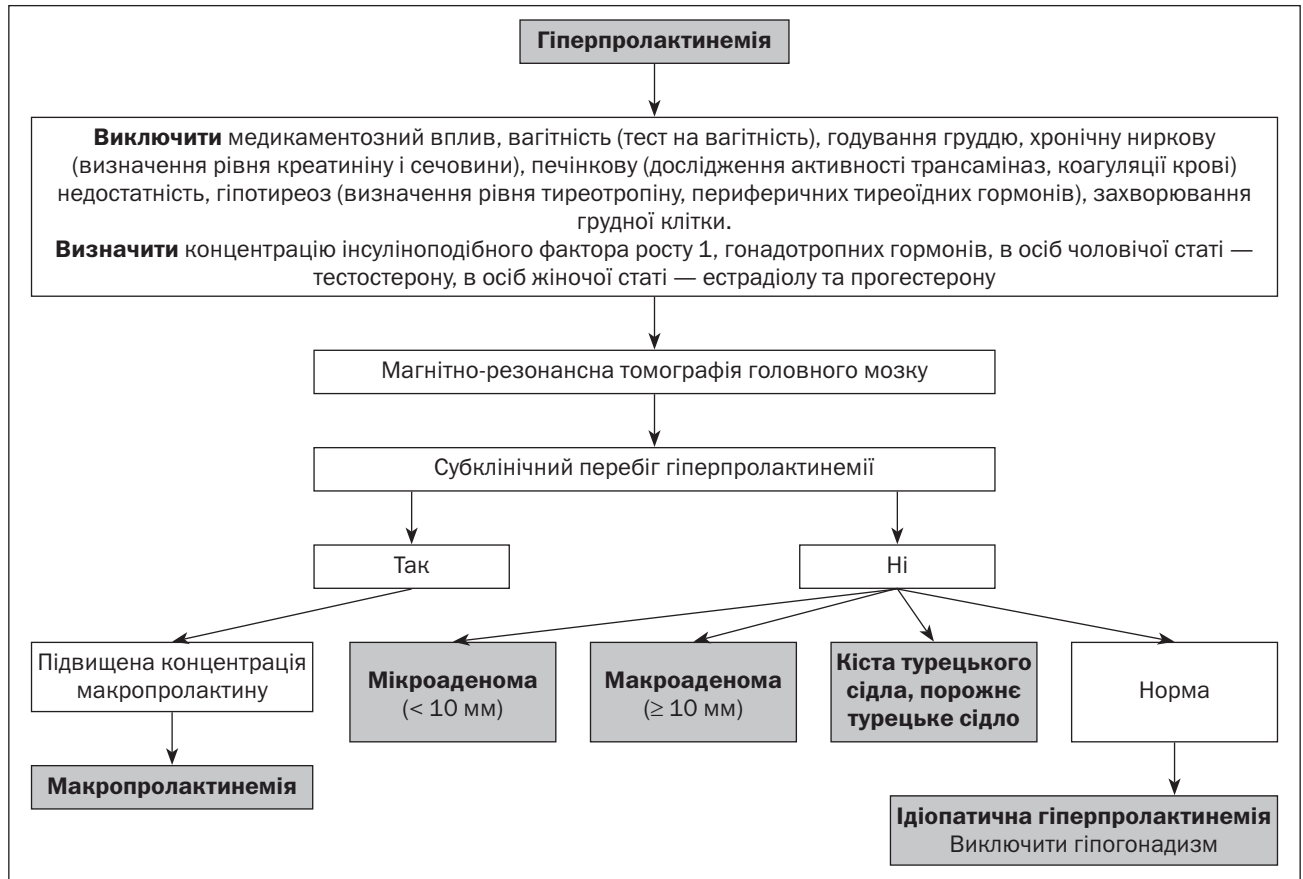 Гіперпролактинемія
Виключити медикаментозний вплив, вагітність (тест на вагітність), годування груддю, хронічну ниркову
(визначення рівня креатиніну і сечовини), печінкову (дослідження активності трансаміназ, коагуляції крові)
недостатність, гіпотиреоз (визначення рівня тиреотропіну, периферичних тиреоїдних гормонів), захворювання
грудної клітки.
Визначити концентрацію інсуліноподібного фактора росту 1, гонадотропних гормонів, в осіб чоловічої статі —
тестостерону, в осіб жіночої статі — естрадіолу та прогестерону
Магнітно-резонансна томографія головного мозку
Субклінічний перебіг гіперпролактинемії
Так
Ні
Підвищена концентрація
макропролактину
Мікроаденома
(< 10 мм)
Макроаденома
(≥ 10 мм)
Кіста турецького
сідла, порожнє
турецьке сідло
Норма
Макропролактинемія
Ідіопатична гіперпролактинемія
Виключити гіпогонадизм